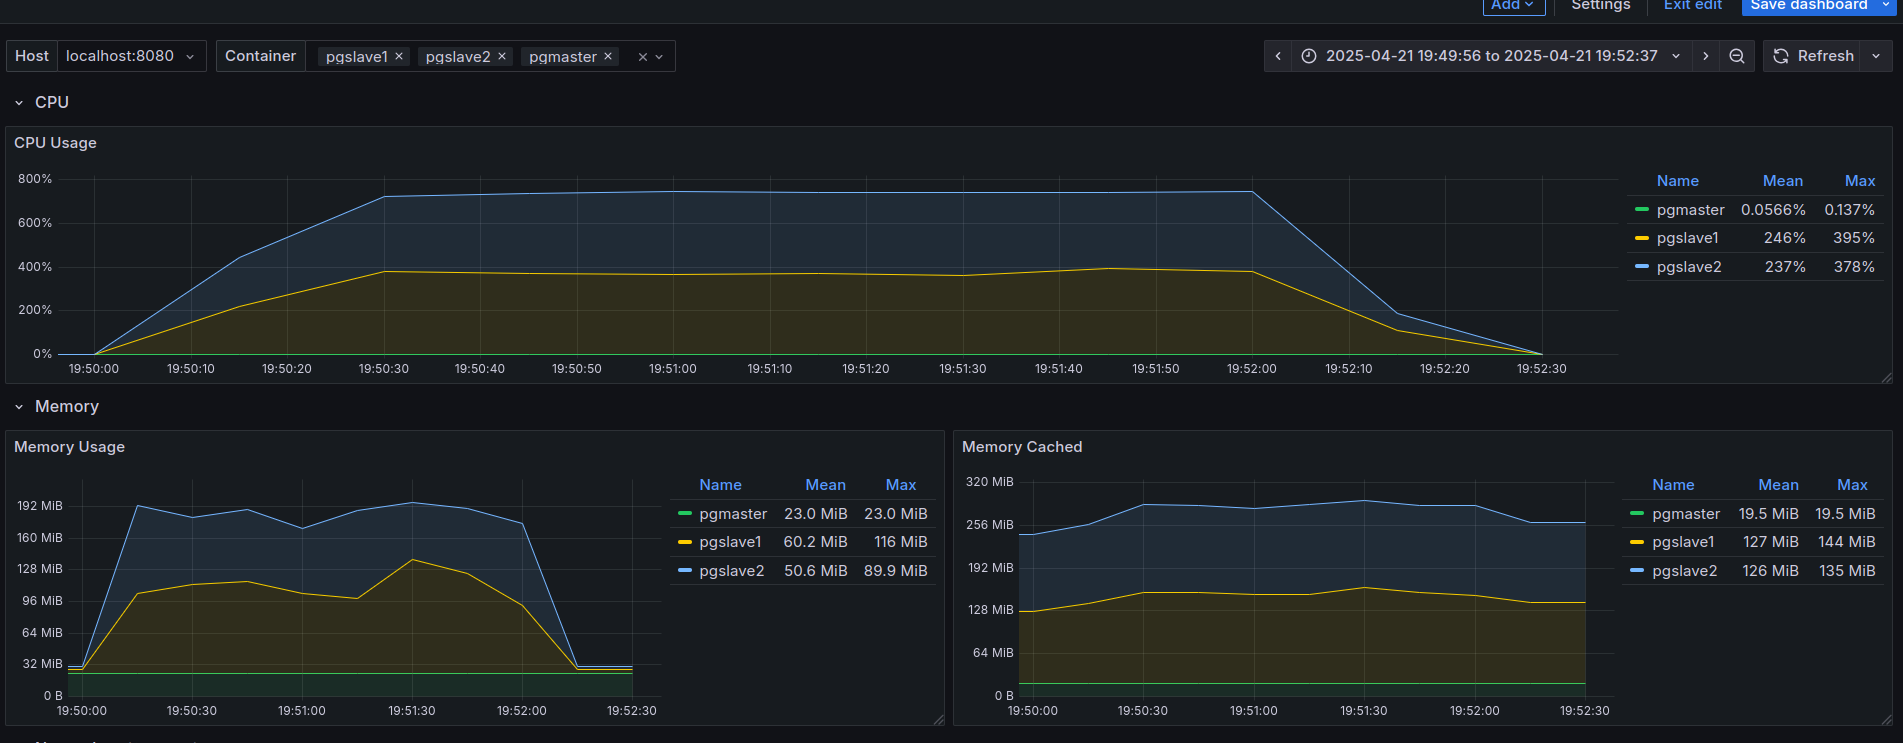 Add Settings Exit edit Save dashboard
Host localhost:8080 Container pgslave1 pgslave2 pgmaster 2025-04-21 19:49:56 to 2025-04-21 19:52:37 Refresh
CPU
CPU Usage
800%
600%
400%
200%
0%
19:50:00 19:50:10 19:50:20 19:50:30 19:50:40 19:50:50 19:51:00 19:51:10 19:51:20 19:51:30 19:51:40 19:51:50 19:52:00 19:52:10 19:52:20 19:52:30
Name Mean Max
pgmaster 0.0566% 0.137%
pgslave1 246% 395%
pgslave2 237% 378%
Memory
Memory Usage
192 MiB
160 MiB
128 MiB
96 MiB
64 MiB
32 MiB
0 B
19:50:00 19:50:30 19:51:00 19:51:30 19:52:00 19:52:30
Name Mean Max
pgmaster 23.0 MiB 23.0 MiB
pgslave1 60.2 MiB 116 MiB
pgslave2 50.6 MiB 89.9 MiB
Memory Cached
320 MiB
256 MiB
192 MiB
128 MiB
64 MiB
0 B
19:50:00 19:50:30 19:51:00 19:51:30 19:52:00 19:52:30
Name Mean Max
pgmaster 19.5 MiB 19.5 MiB
pgslave1 127 MiB 144 MiB
pgslave2 126 MiB 135 MiB